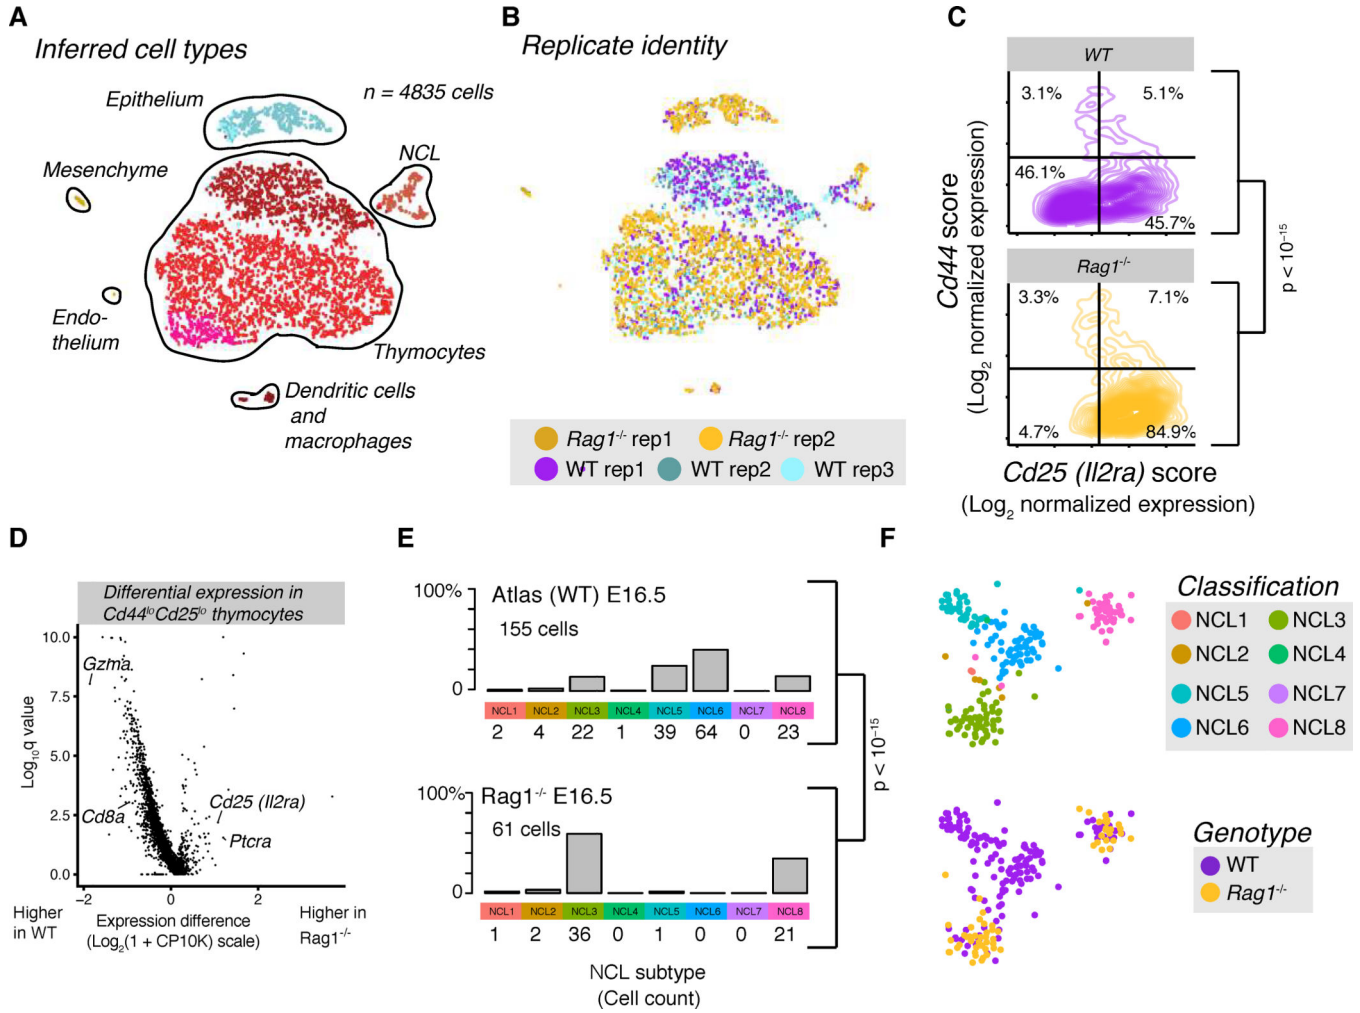 A
Inferred cell types
Epithelium
n = 4835 cells
Mesenchyme
NCL
Endo-
thelium
Thymocytes
Dendritic cells
and
macrophages
B
Replicate identity
Rag1-/- rep1
Rag1-/- rep2
WT rep1
WT rep2
WT rep3
C
WT
3.1%
5.1%
46.1%
45.7%
Rag1-/-
3.3%
7.1%
4.7%
84.9%
Cd44 score
(Log2 normalized expression)
p < 10−15
Cd25 (Il2ra) score
(Log2 normalized expression)
D
Differential expression in
Cd44loCd25lo thymocytes
10.0
7.5
5.0
2.5
0.0
Log10q value
Gzma
Cd8a
Cd25 (Il2ra)
Ptcra
−2
0
2
Higher
in WT
Expression difference
(Log2(1 + CP10K) scale)
Higher in
Rag1-/-
E
100%
0
Atlas (WT) E16.5
155 cells
NCL1 NCL2 NCL3 NCL4 NCL5 NCL6 NCL7 NCL8
2 4 22 1 39 64 0 23
100%
0
Rag1-/- E16.5
61 cells
NCL1 NCL2 NCL3 NCL4 NCL5 NCL6 NCL7 NCL8
1 2 36 0 1 0 0 21
NCL subtype
(Cell count)
p < 10−15
F
Classification
NCL1 NCL3
NCL2 NCL4
NCL5 NCL7
NCL6 NCL8
Genotype
WT
Rag1-/-